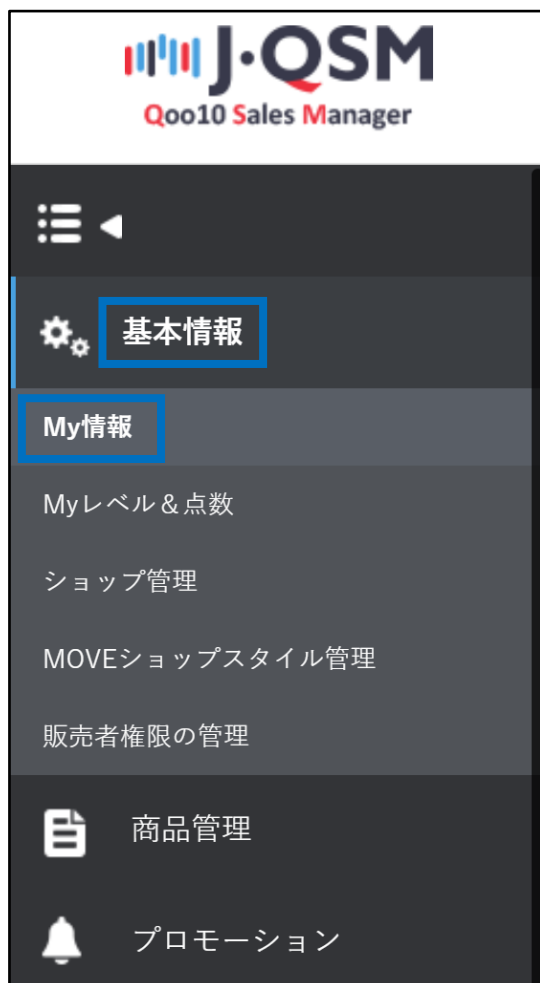 J·QSM
Qoo10 Sales Manager
基本情報
My情報
Myレベル＆点数
ショップ管理
MOVEショップスタイル管理
販売者権限の管理
商品管理
プロモーション